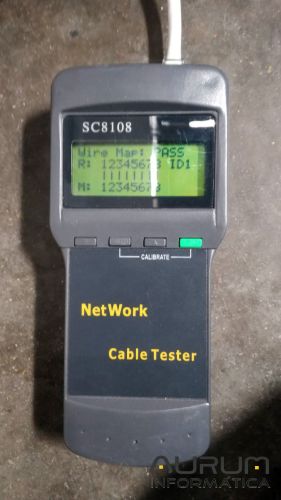 SC8108
Wire Map: PASS
R: 12345678 ID1
||||||||
M: 12345678
CALIBRATE
NetWork
Cable Tester
AURUM
INFORMÁTICA